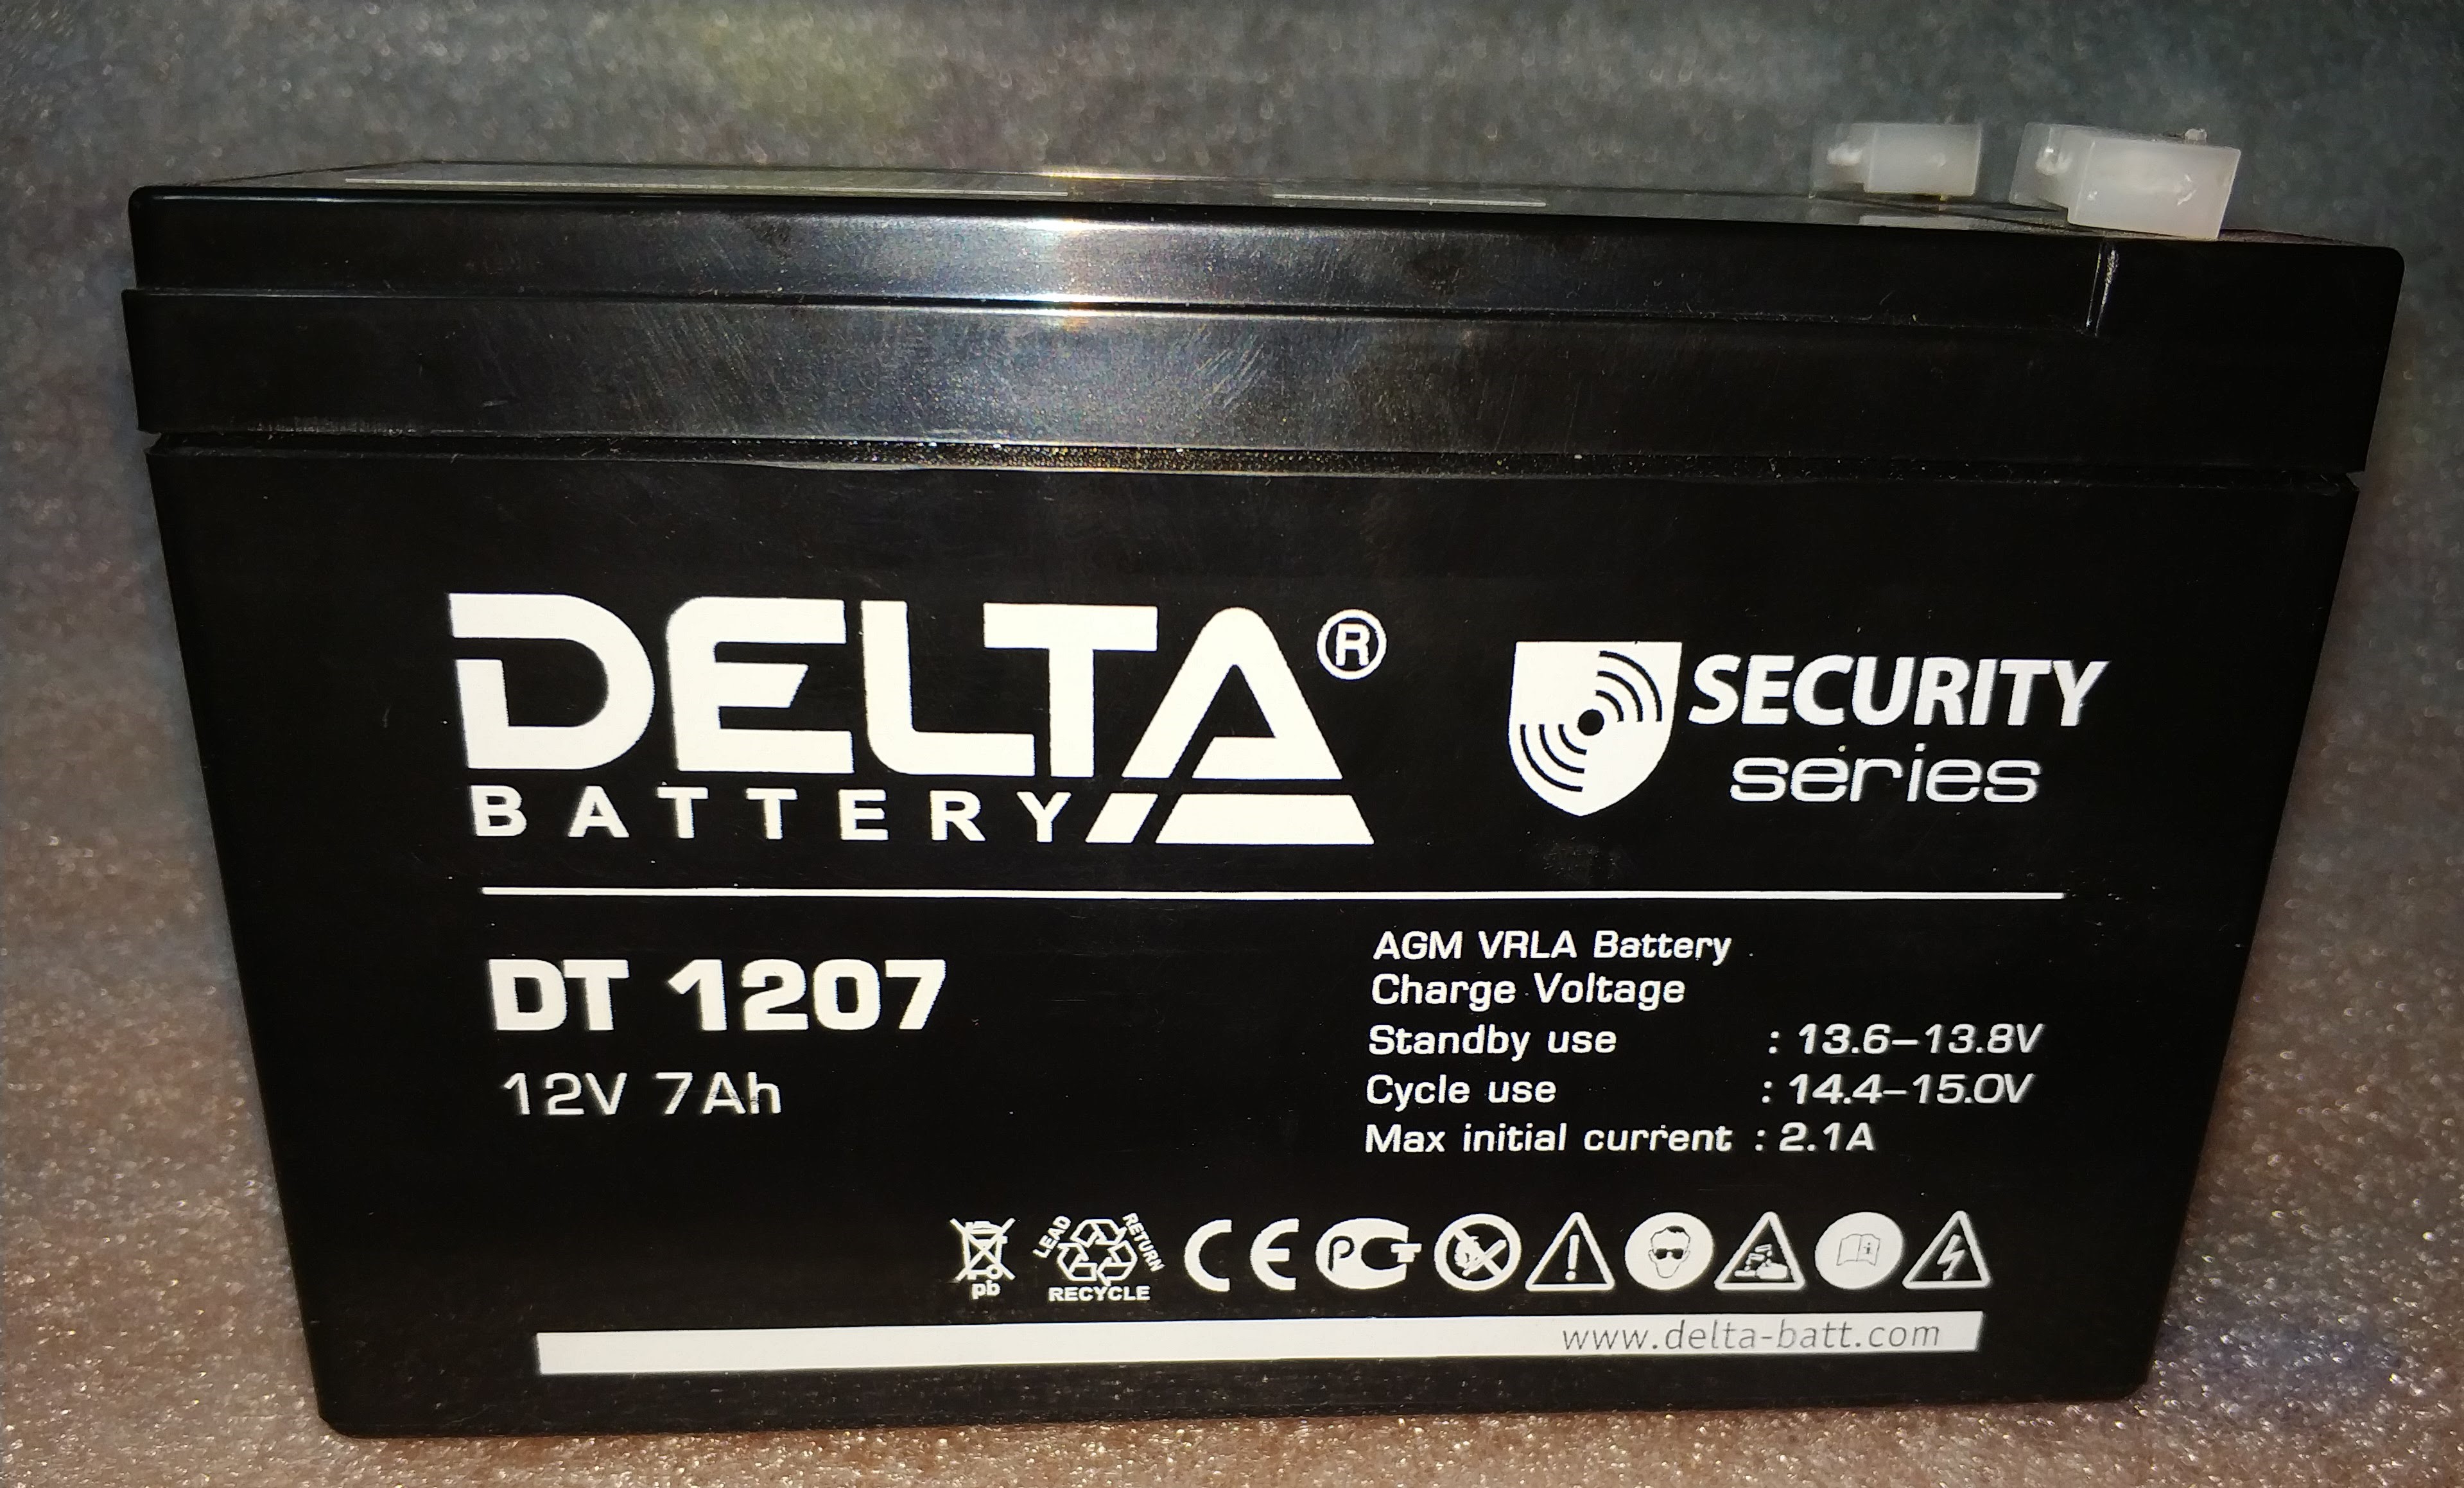 DELTA®
BATTERY
SECURITY
series
DT 1207
12V 7Ah
AGM VRLA Battery
Charge Voltage
Standby use : 13.6–13.8V
Cycle use : 14.4–15.0V
Max initial current : 2.1A
pb
LEAD RETURN
RECYCLE
CE PCT
www.delta-batt.com